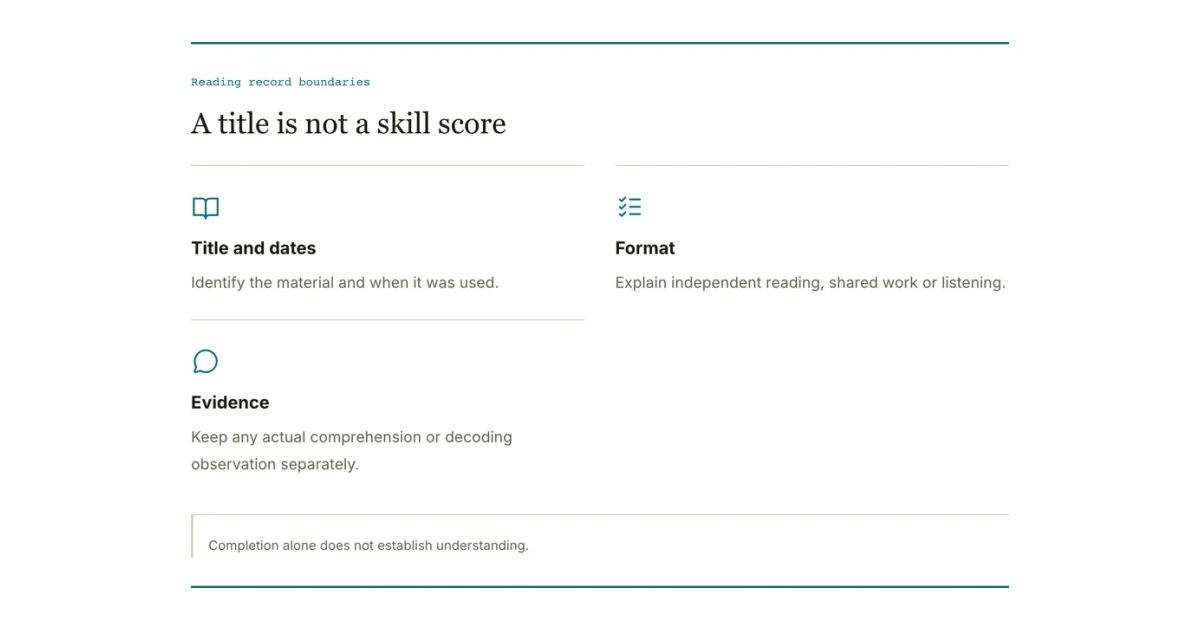 Reading record boundaries
A title is not a skill score
Title and dates
Identify the material and when it was used.
Format
Explain independent reading, shared work or listening.
Evidence
Keep any actual comprehension or decoding
observation separately.
Completion alone does not establish understanding.